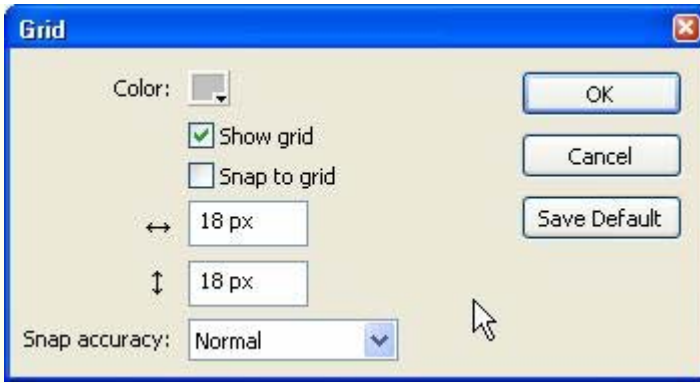 Grid
Color:
OK
Show grid
Cancel
Snap to grid
18 px
Save Default
18 px
Snap accuracy: Normal